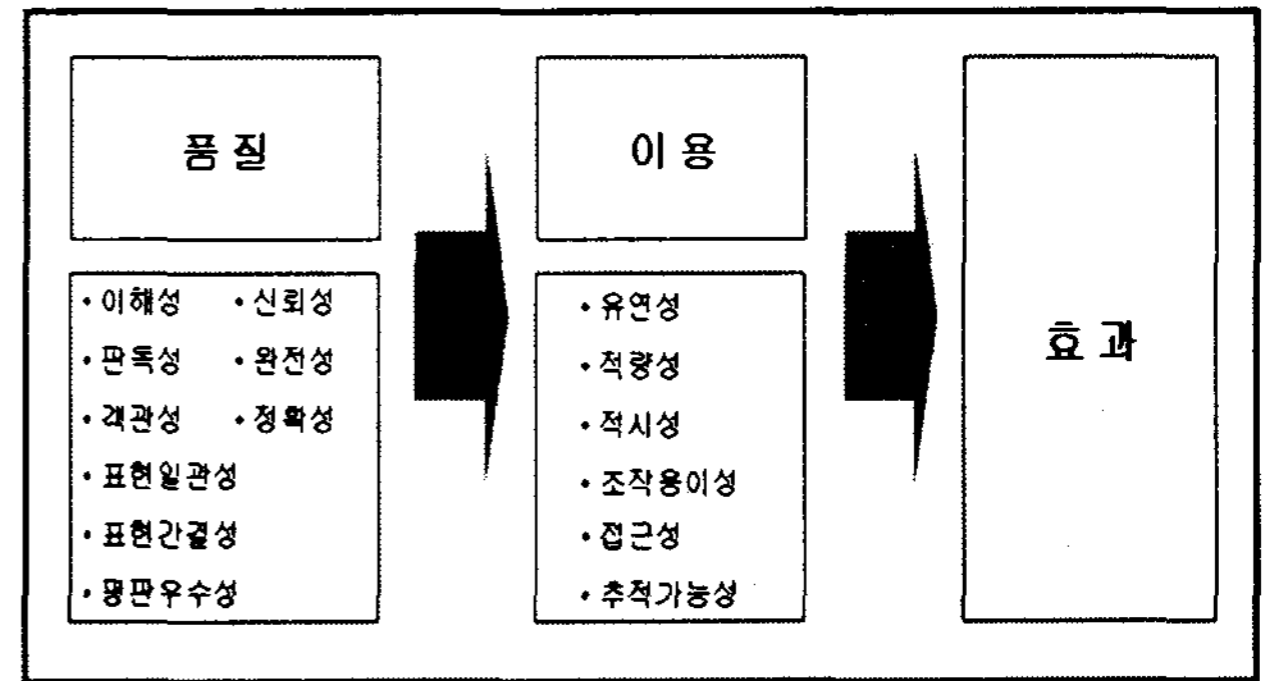 품 질
· 이해성 · 신뢰성
· 판독성 · 완전성
· 객관성 · 정확성
· 표현일관성
· 표현간결성
· 평판우수성
이 용
· 유연성
· 적량성
· 적시성
· 조작용이성
· 접근성
· 추적가능성
효 과